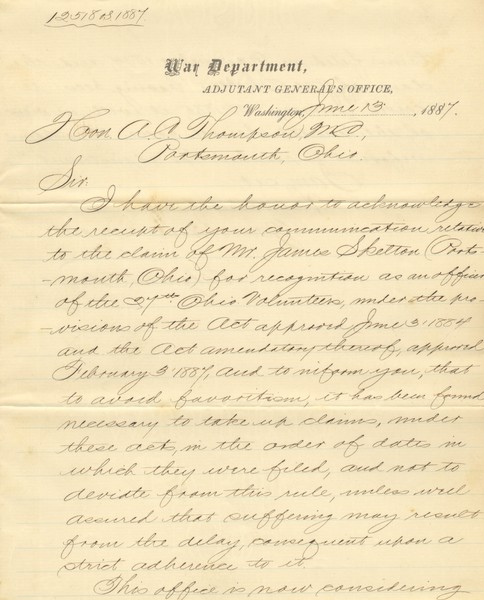 12518 B 1887.
War Department,
ADJUTANT GENERAL'S OFFICE,
Washington, June 13, 1887.
Hon A. C. Thompson, M.C.,
Portsmouth, Ohio.
Sir:
I have the honor to acknowledge
the receipt of your communication relative
to the claim of Mr. James Skelton (Ports-
-mouth, Ohio) for recognition as an officer
of the 27th Ohio Volunteers, under the pro-
-visions of the Act approved June 3. 1884
and the Act amendatory thereof, approved
February 3. 1887, and to inform you, that
to avoid favoritism, it has been found
necessary to take up claims, under
these acts, in the order of dates in
which they were filed, and not to
deviate from this rule, unless well
assured that suffering may result
from the delay, consequent upon a
strict adherence to it.
This office is now considering